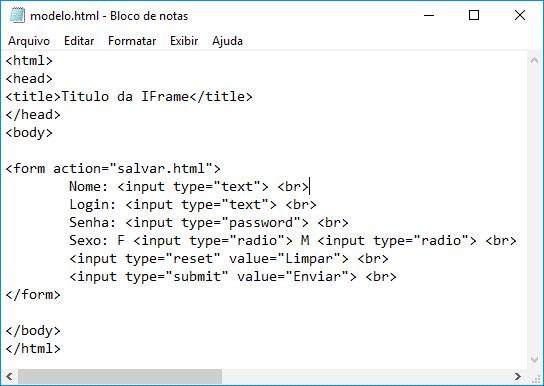 modelo.html - Bloco de notas
Arquivo Editar Formatar Exibir Ajuda
<html>
<head>
<title>Titulo da IFrame</title>
</head>
<body>
<form action="salvar.html">
Nome: <input type="text"> <br>
Login: <input type="text"> <br>
Senha: <input type="password"> <br>
Sexo: F <input type="radio"> M <input type="radio"> <br>
<input type="reset" value="Limpar"> <br>
<input type="submit" value="Enviar"> <br>
</form>
</body>
</html>